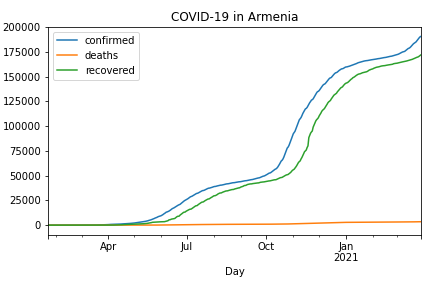 COVID-19 in Armenia
200000
175000
150000
125000
100000
75000
50000
25000
0
confirmed
deaths
recovered
Apr
Jul
Oct
Jan
2021
Day